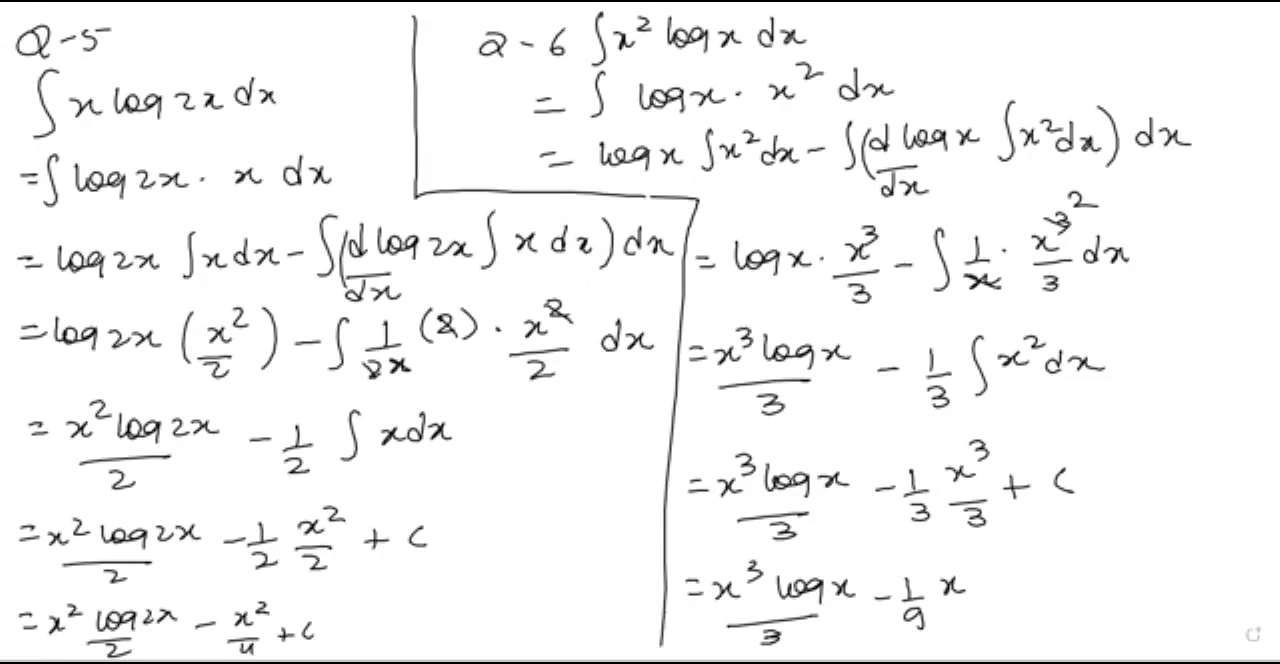 Q-5
∫ x log 2x dx
= ∫ log 2x · x dx
= log 2x ∫ x dx - ∫ (d/dx log 2x ∫ x dx) dx
= log 2x (x²/2) - ∫ 1/2x (2) · x²/2 dx
= x² log 2x/2 - 1/2 ∫ x dx
= x² log 2x/2 - 1/2 x²/2 + c
= x² log 2x/2 - x²/4 + c
Q-6 ∫ x² log x dx
= ∫ log x · x² dx
= log x ∫ x² dx - ∫ (d/dx log x ∫ x² dx) dx
= log x · x³/3 - ∫ 1/x · x³/3 dx
2
= x³ log x/3 - 1/3 ∫ x² dx
= x³ log x/3 - 1/3 x³/3 + c
= x³ log x/3 - 1/9 x